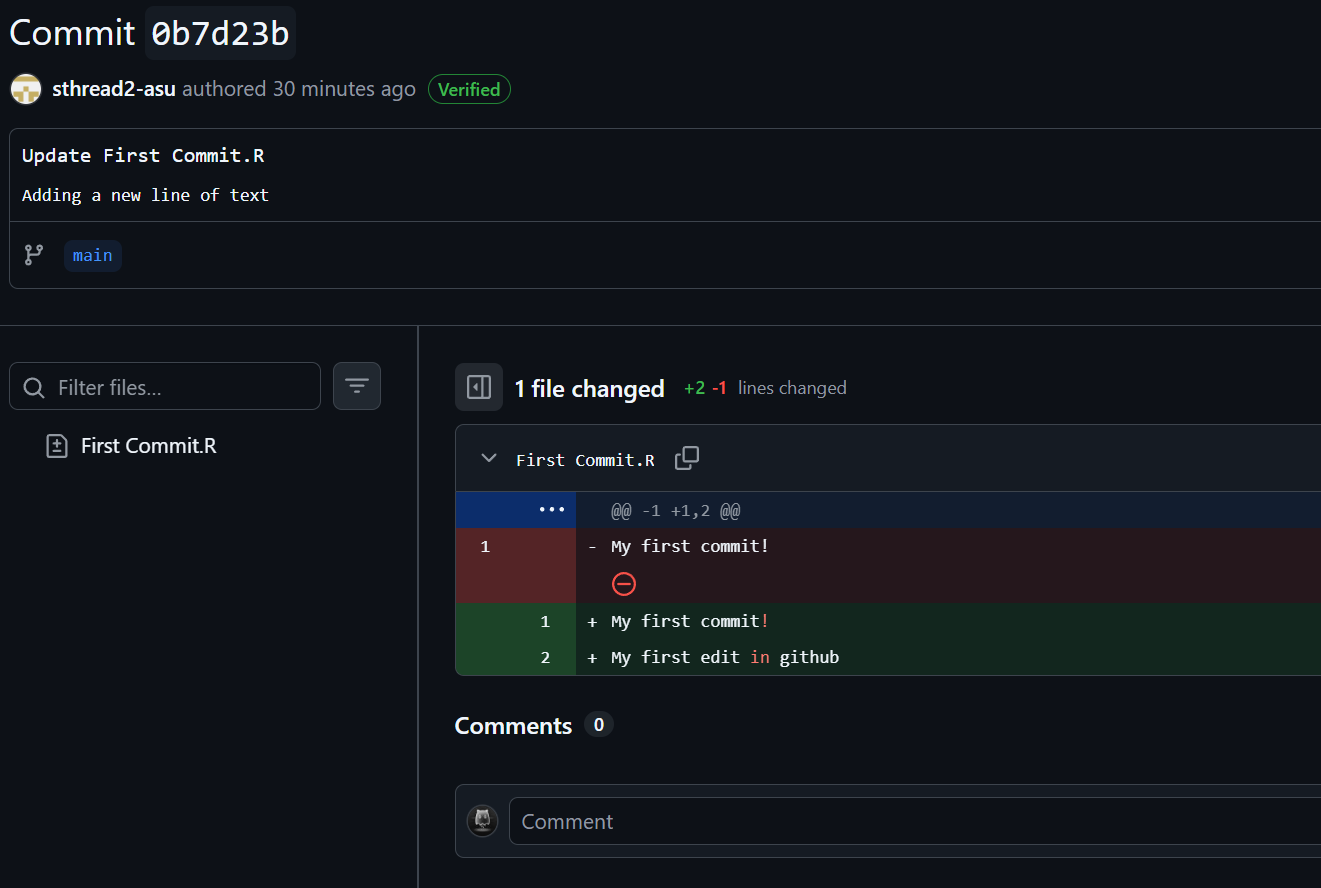 Commit 0b7d23b
sthread2-asu authored 30 minutes ago Verified
Update First Commit.R
Adding a new line of text
main
Filter files...
First Commit.R
1 file changed +2 -1 lines changed
First Commit.R
@@ -1 +1,2 @@
1 - My first commit!
1 + My first commit!
2 + My first edit in github
Comments 0
Comment